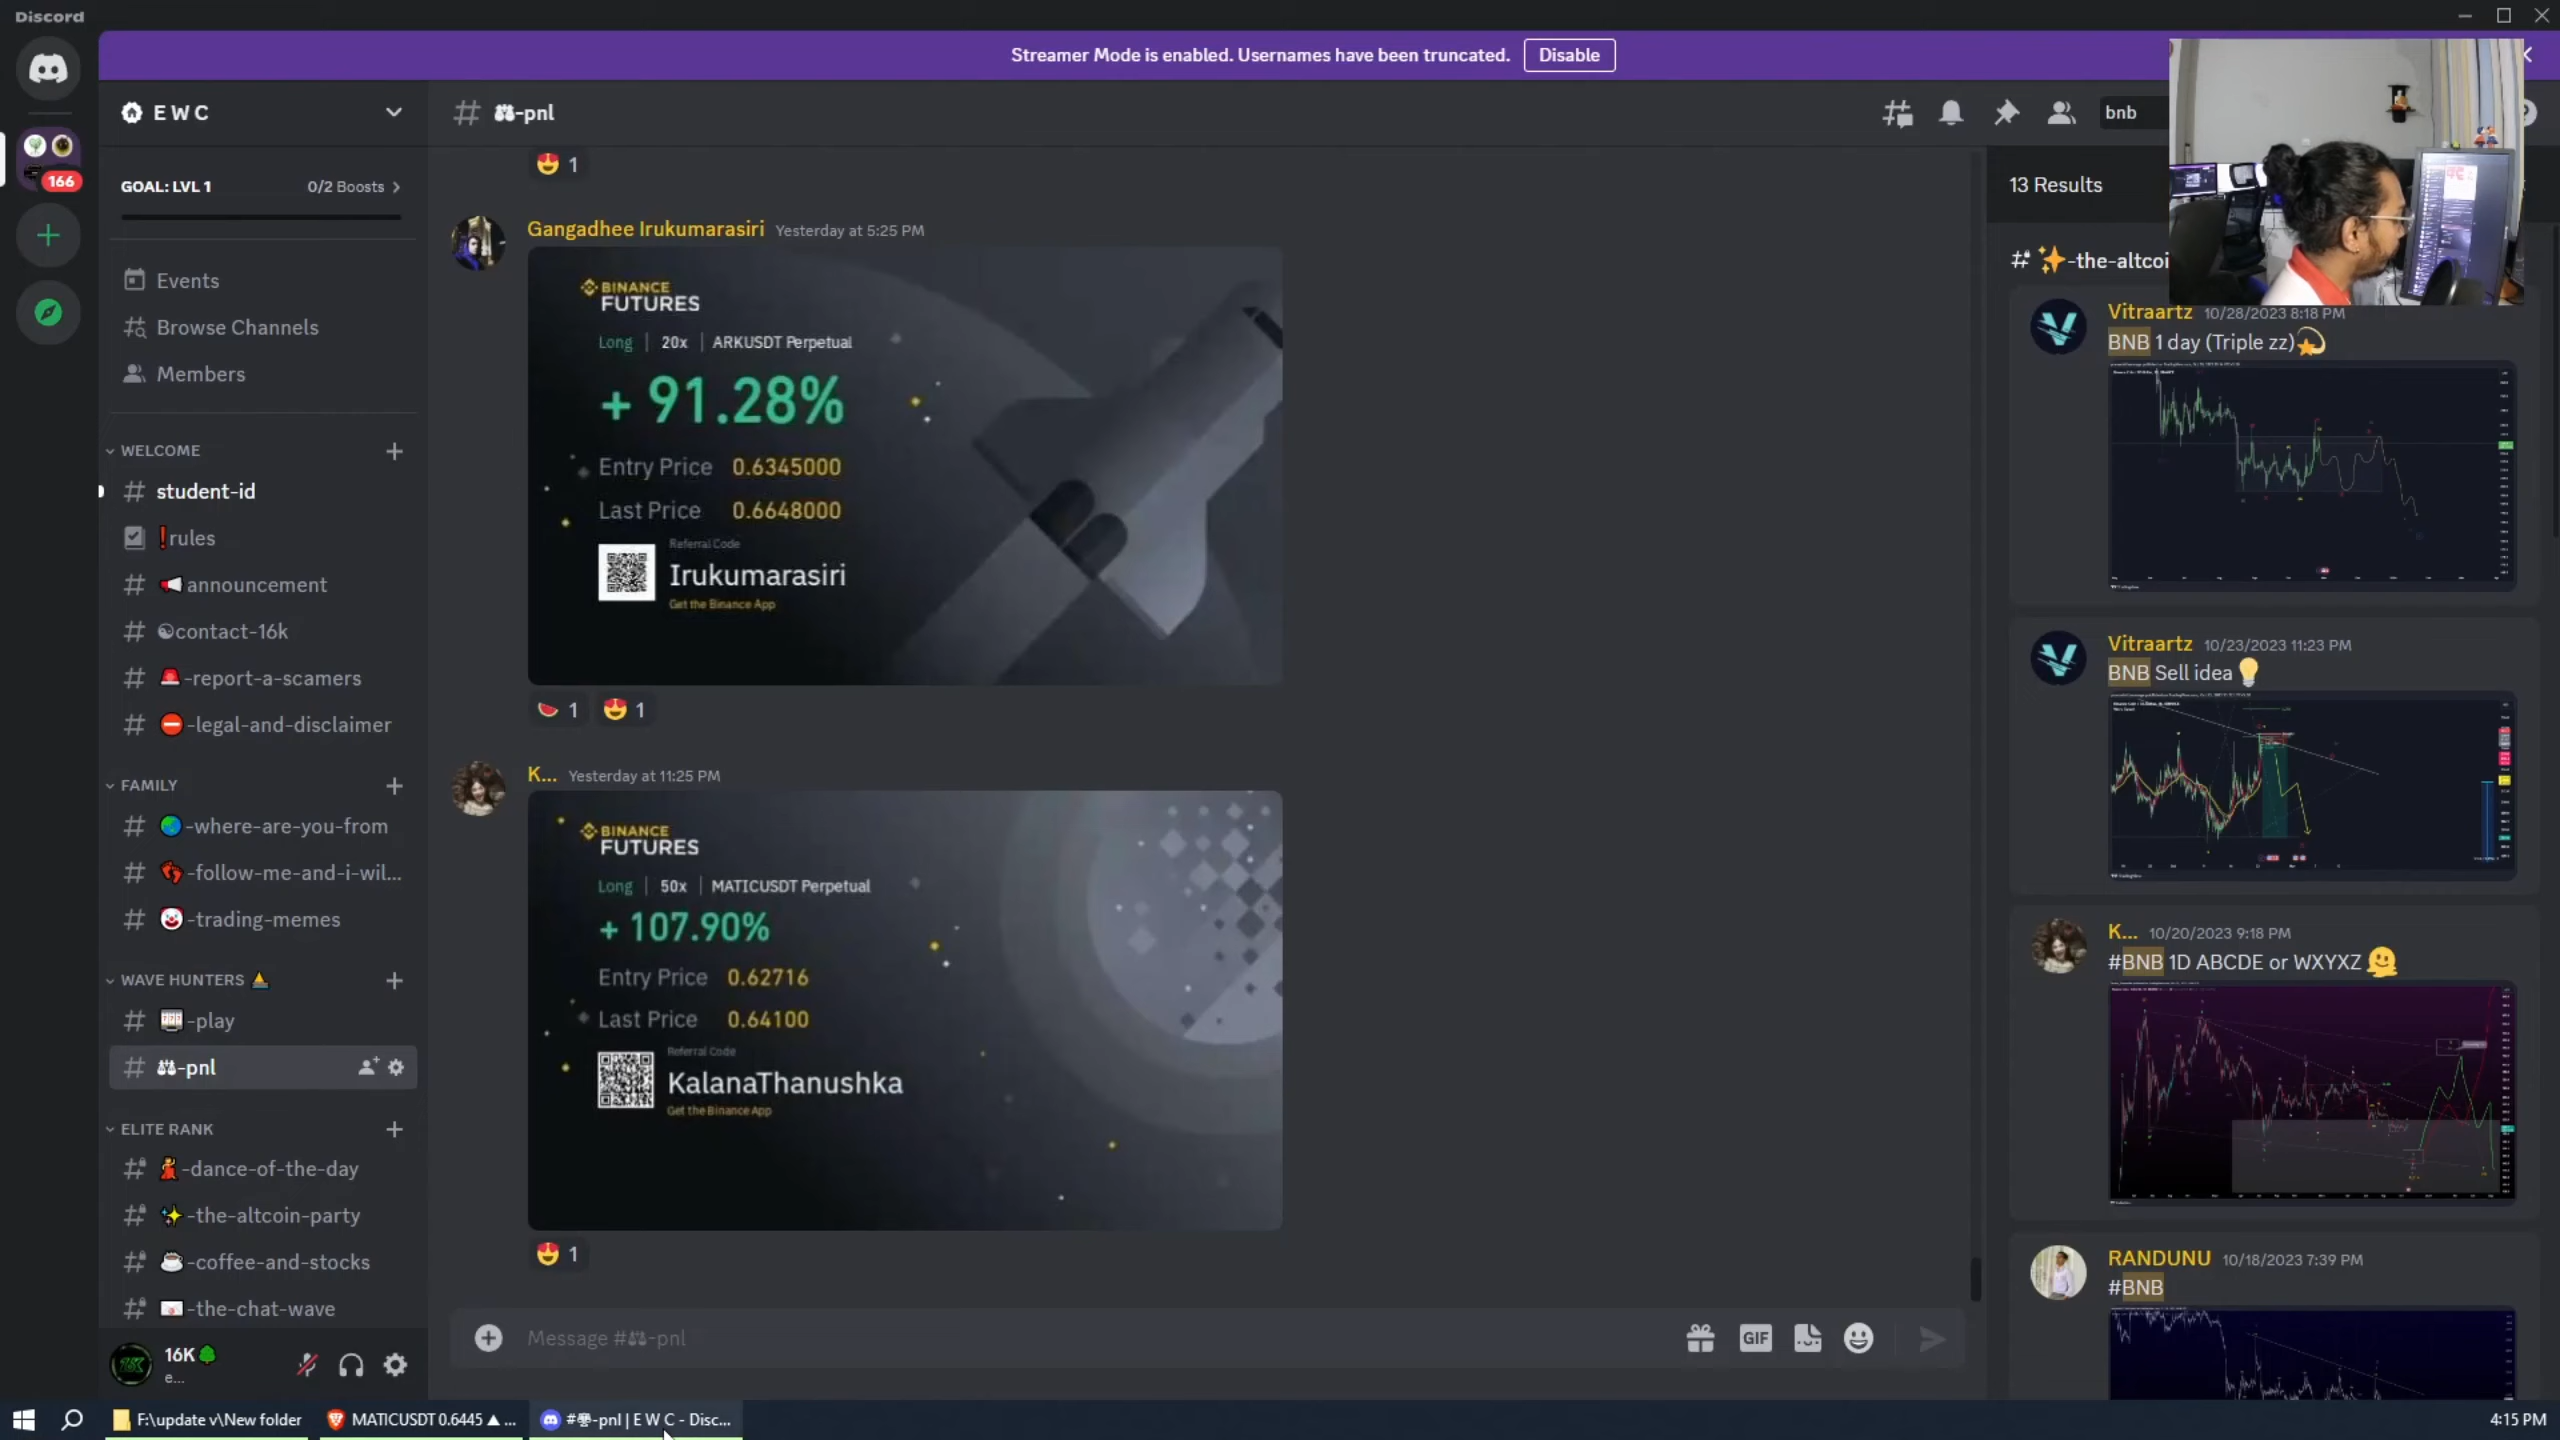 Discord
Streamer Mode is enabled. Usernames have been truncated.
Disable
E W C
GOAL: LVL 1
0/2 Boosts
166
Events
Browse Channels
Members
WELCOME
student-id
❗rules
📢announcement
☯contact-16k
🚨-report-a-scamers
⛔-legal-and-disclaimer
FAMILY
🌏-where-are-you-from
👣-follow-me-and-i-wil...
🤡-trading-memes
WAVE HUNTERS
🎰-play
-pnl
ELITE RANK
💃-dance-of-the-day
✨-the-altcoin-party
☕-coffee-and-stocks
💌-the-chat-wave
16K
e...
-pnl
bnb
1
Gangadhee Irukumarasiri Yesterday at 5:25 PM
BINANCE
FUTURES
Long | 20x | ARKUSDT Perpetual
+ 91.28%
Entry Price 0.6345000
Last Price 0.6648000
Referral Code
Irukumarasiri
Get the Binance App
1
1
K... Yesterday at 11:25 PM
BINANCE
FUTURES
Long | 50x | MATICUSDT Perpetual
+ 107.90%
Entry Price 0.62716
Last Price 0.64100
Referral Code
KalanaThanushka
Get the Binance App
1
Message #-pnl
GIF
13 Results
✨-the-altcoi
Vitraartz 10/28/2023 8:18 PM
BNB 1 day (Triple zz)
Vitraartz 10/23/2023 11:23 PM
BNB Sell idea
K... 10/20/2023 9:18 PM
#BNB 1D ABCDE or WXYXZ
RANDUNU 10/18/2023 7:39 PM
#BNB
F:\update v\New folder
MATICUSDT 0.6445 ▲ ...
#-pnl | E W C - Disc...
4:15 PM